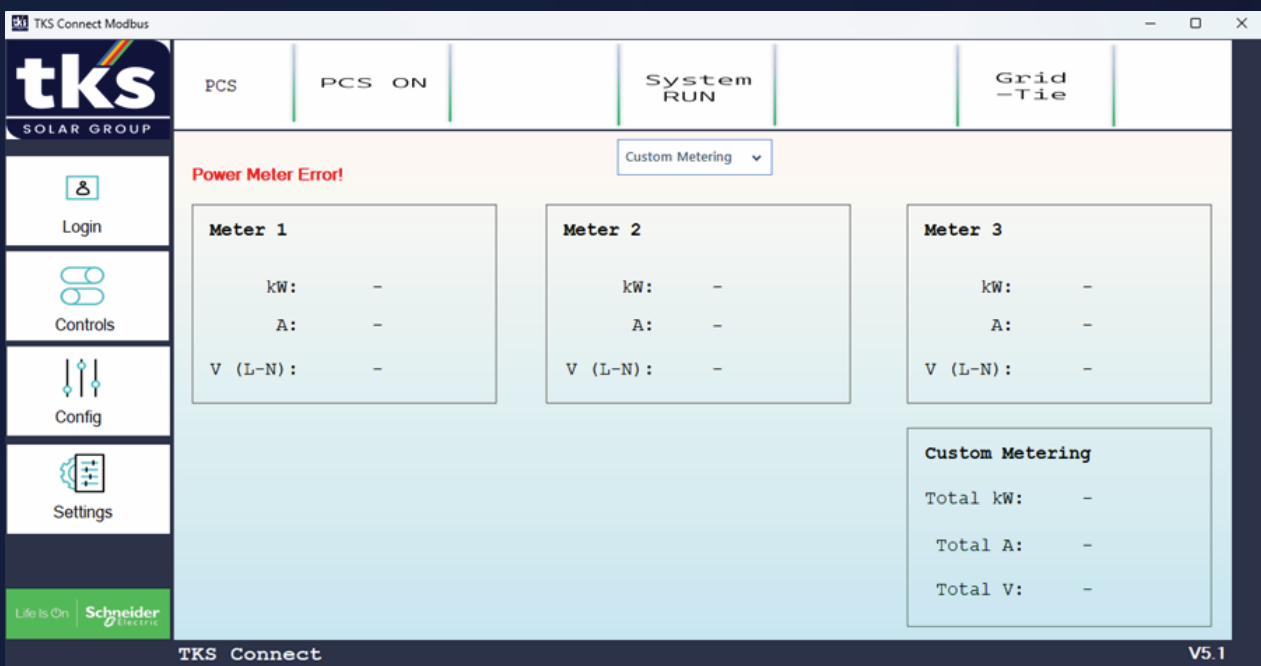 TKS Connect Modbus
tks
SOLAR GROUP
PCS
PCS ON
System
RUN
Grid
-Tie
Custom Metering
Power Meter Error!
Login
Controls
Config
Settings
Meter 1
kW: -
A: -
V (L-N): -
Meter 2
kW: -
A: -
V (L-N): -
Meter 3
kW: -
A: -
V (L-N): -
Custom Metering
Total kW: -
Total A: -
Total V: -
Life Is On | Schneider
Electric
TKS Connect
V5.1